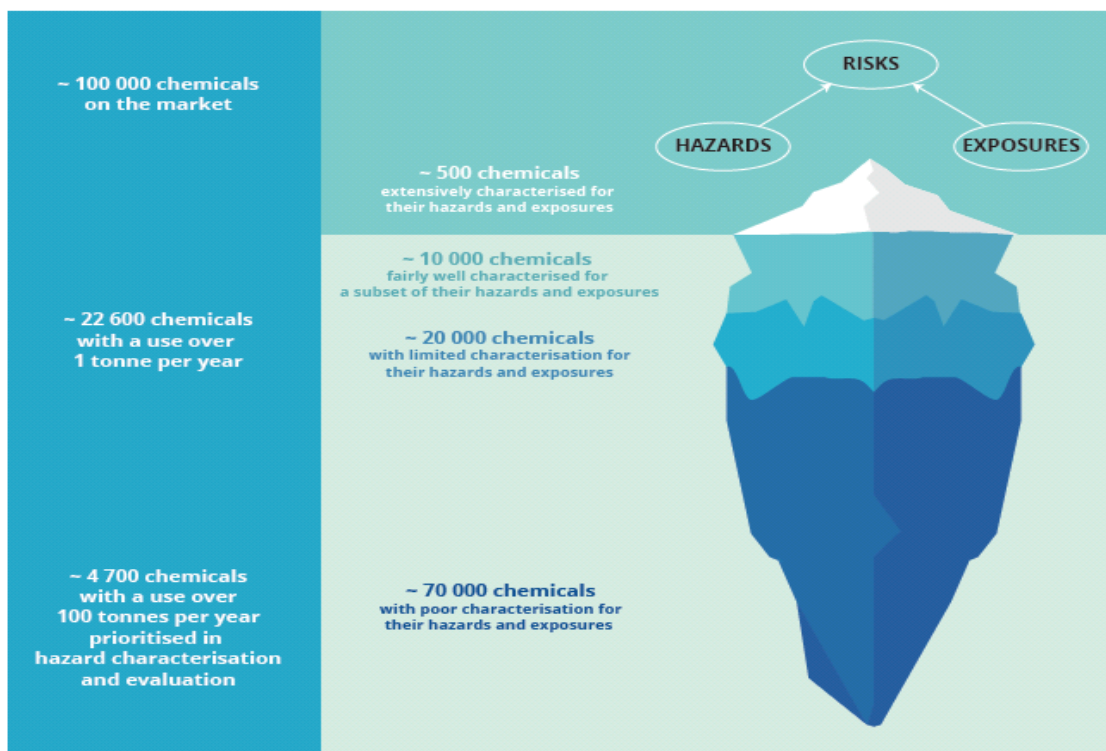 ~ 100 000 chemicals
on the market
~ 22 600 chemicals
with a use over
1 tonne per year
~ 4 700 chemicals
with a use over
100 tonnes per year
prioritised in
hazard characterisation
and evaluation
~ 500 chemicals
extensively characterised for
their hazards and exposures
~ 10 000 chemicals
fairly well characterised for
a subset of their hazards and exposures
~ 20 000 chemicals
with limited characterisation for
their hazards and exposures
~ 70 000 chemicals
with poor characterisation for
their hazards and exposures
RISKS
HAZARDS
EXPOSURES